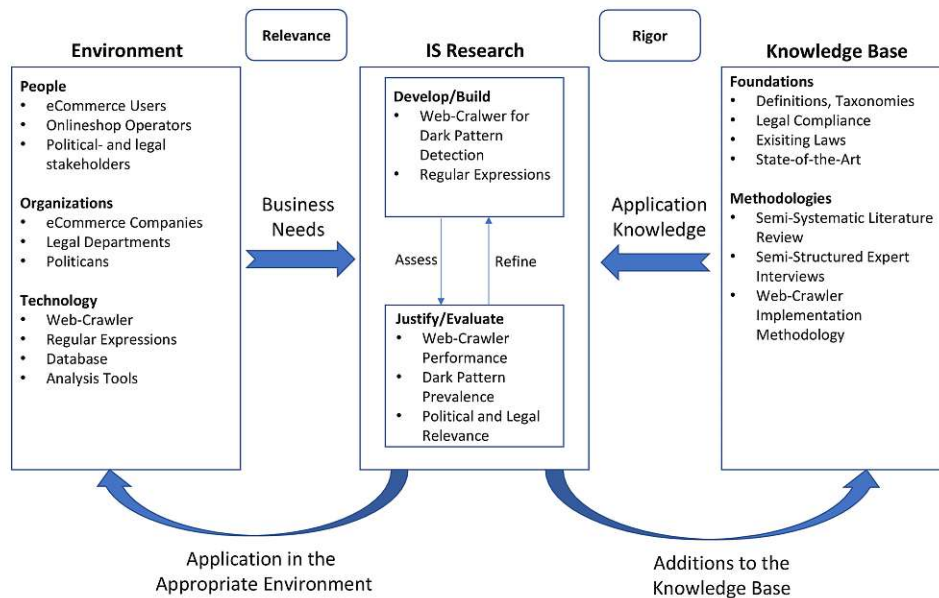 Environment
Relevance
IS Research
Rigor
Knowledge Base
People
• eCommerce Users
• Onlineshop Operators
• Political- and legal
stakeholders
Organizations
• eCommerce Companies
• Legal Departments
• Politicans
Technology
• Web-Crawler
• Regular Expressions
• Database
• Analysis Tools
Business
Needs
Develop/Build
• Web-Cralwer for
Dark Pattern
Detection
• Regular Expressions
Assess
Refine
Justify/Evaluate
• Web-Crawler
Performance
• Dark Pattern
Prevalence
• Political and Legal
Relevance
Application
Knowledge
Foundations
• Definitions, Taxonomies
• Legal Compliance
• Exisiting Laws
• State-of-the-Art
Methodologies
• Semi-Systematic Literature
Review
• Semi-Structured Expert
Interviews
• Web-Crawler
Implementation
Methodology
Application in the
Appropriate Environment
Additions to the
Knowledge Base